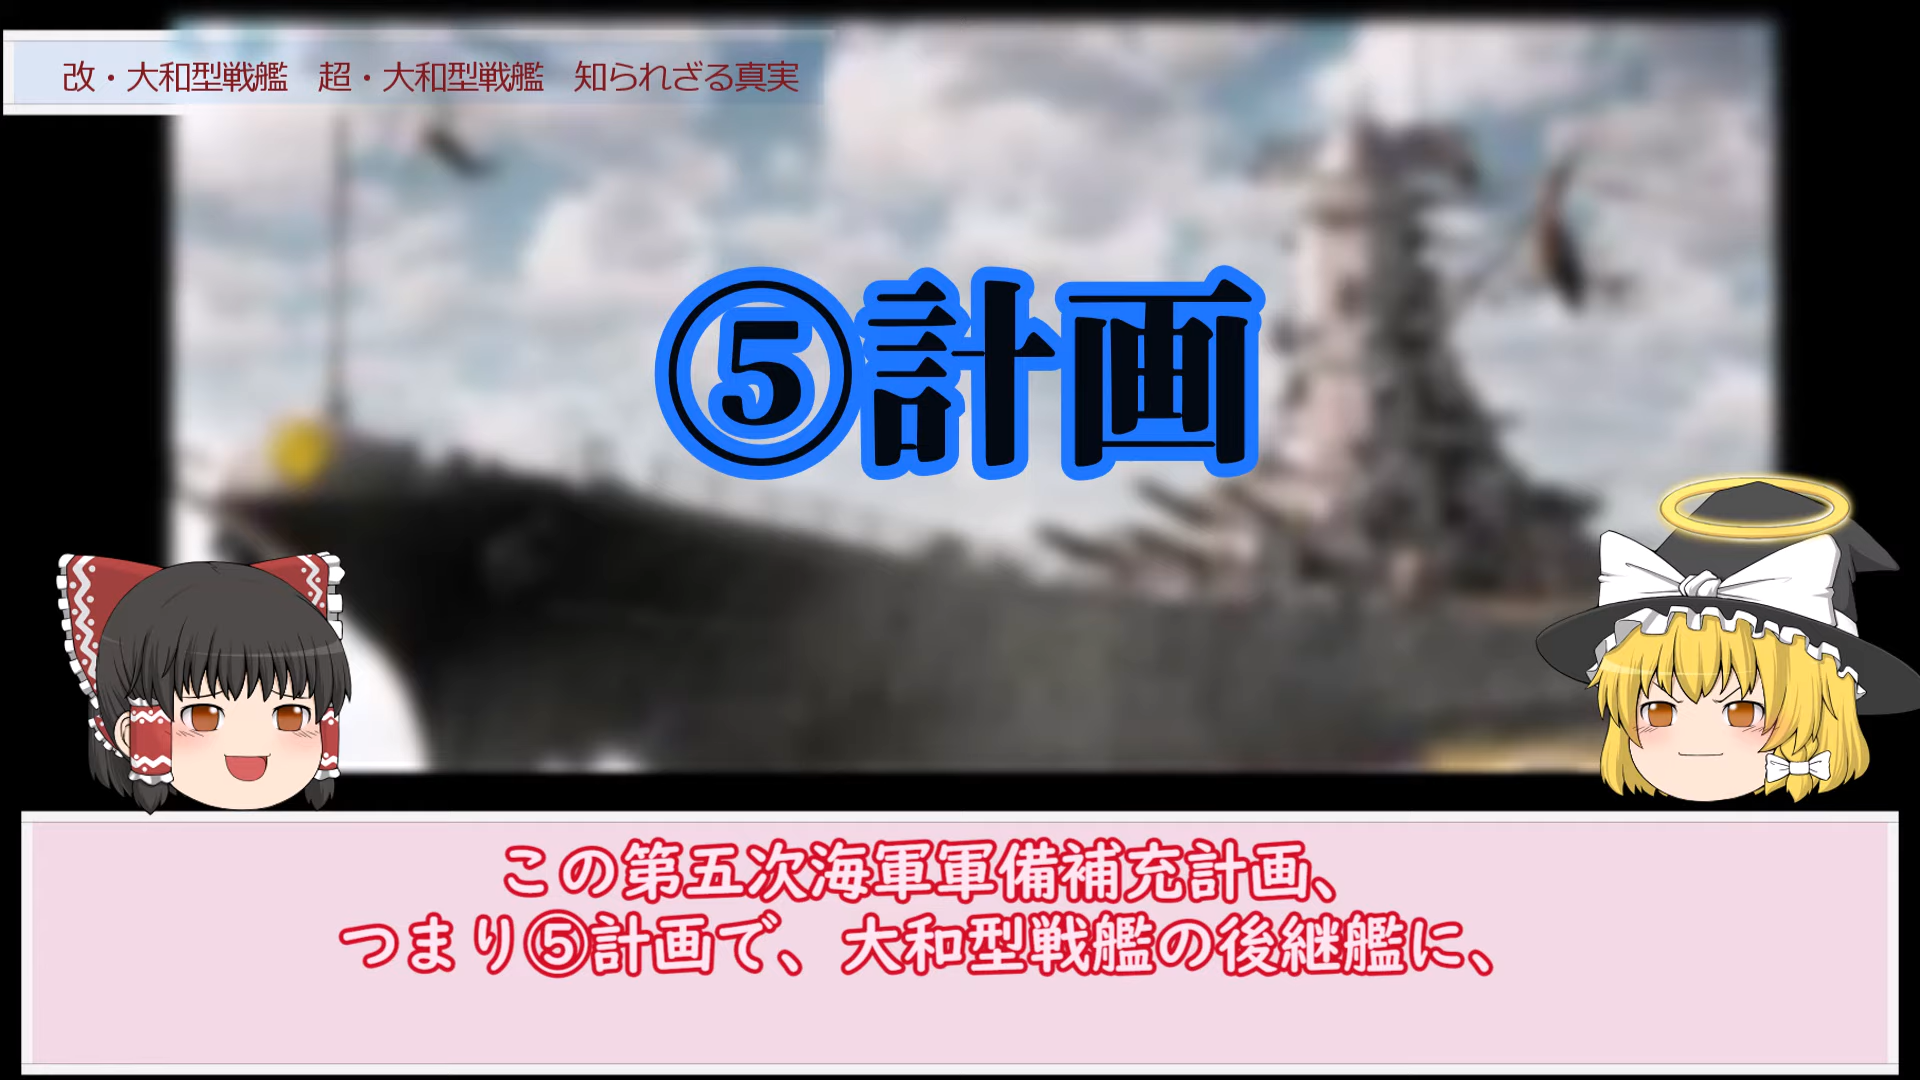 改・大和型戦艦　超・大和型戦艦　知られざる真実
⑤計画
この第五次海軍軍備補充計画、
つまり⑤計画で、大和型戦艦の後継艦に、